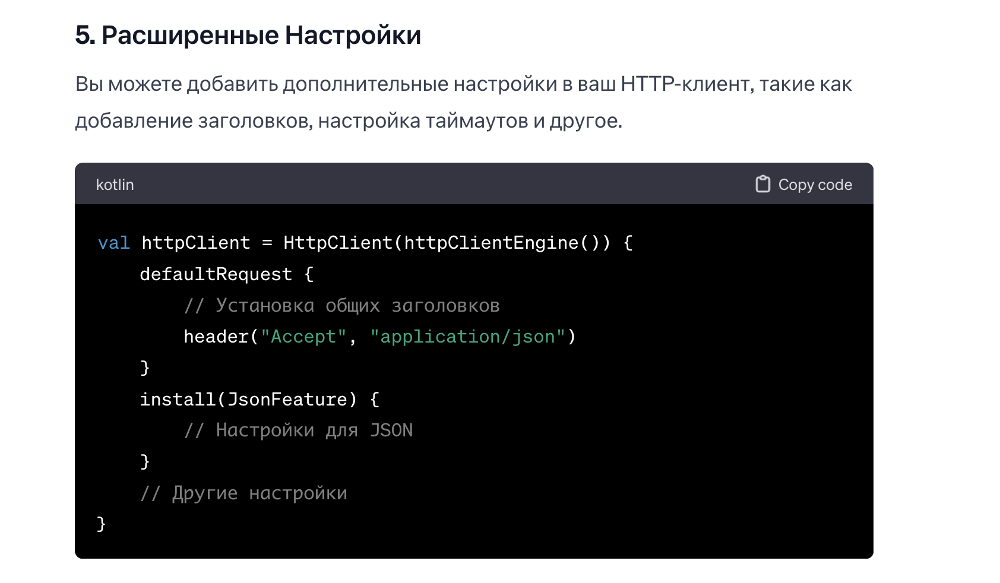 5. Расширенные Настройки
Вы можете добавить дополнительные настройки в ваш HTTP-клиент, такие как
добавление заголовков, настройка таймаутов и другое.
kotlin
Copy code
val httpClient = HttpClient(httpClientEngine()) {
    defaultRequest {
        // Установка общих заголовков
        header("Accept", "application/json")
    }
    install(JsonFeature) {
        // Настройки для JSON
    }
    // Другие настройки
}